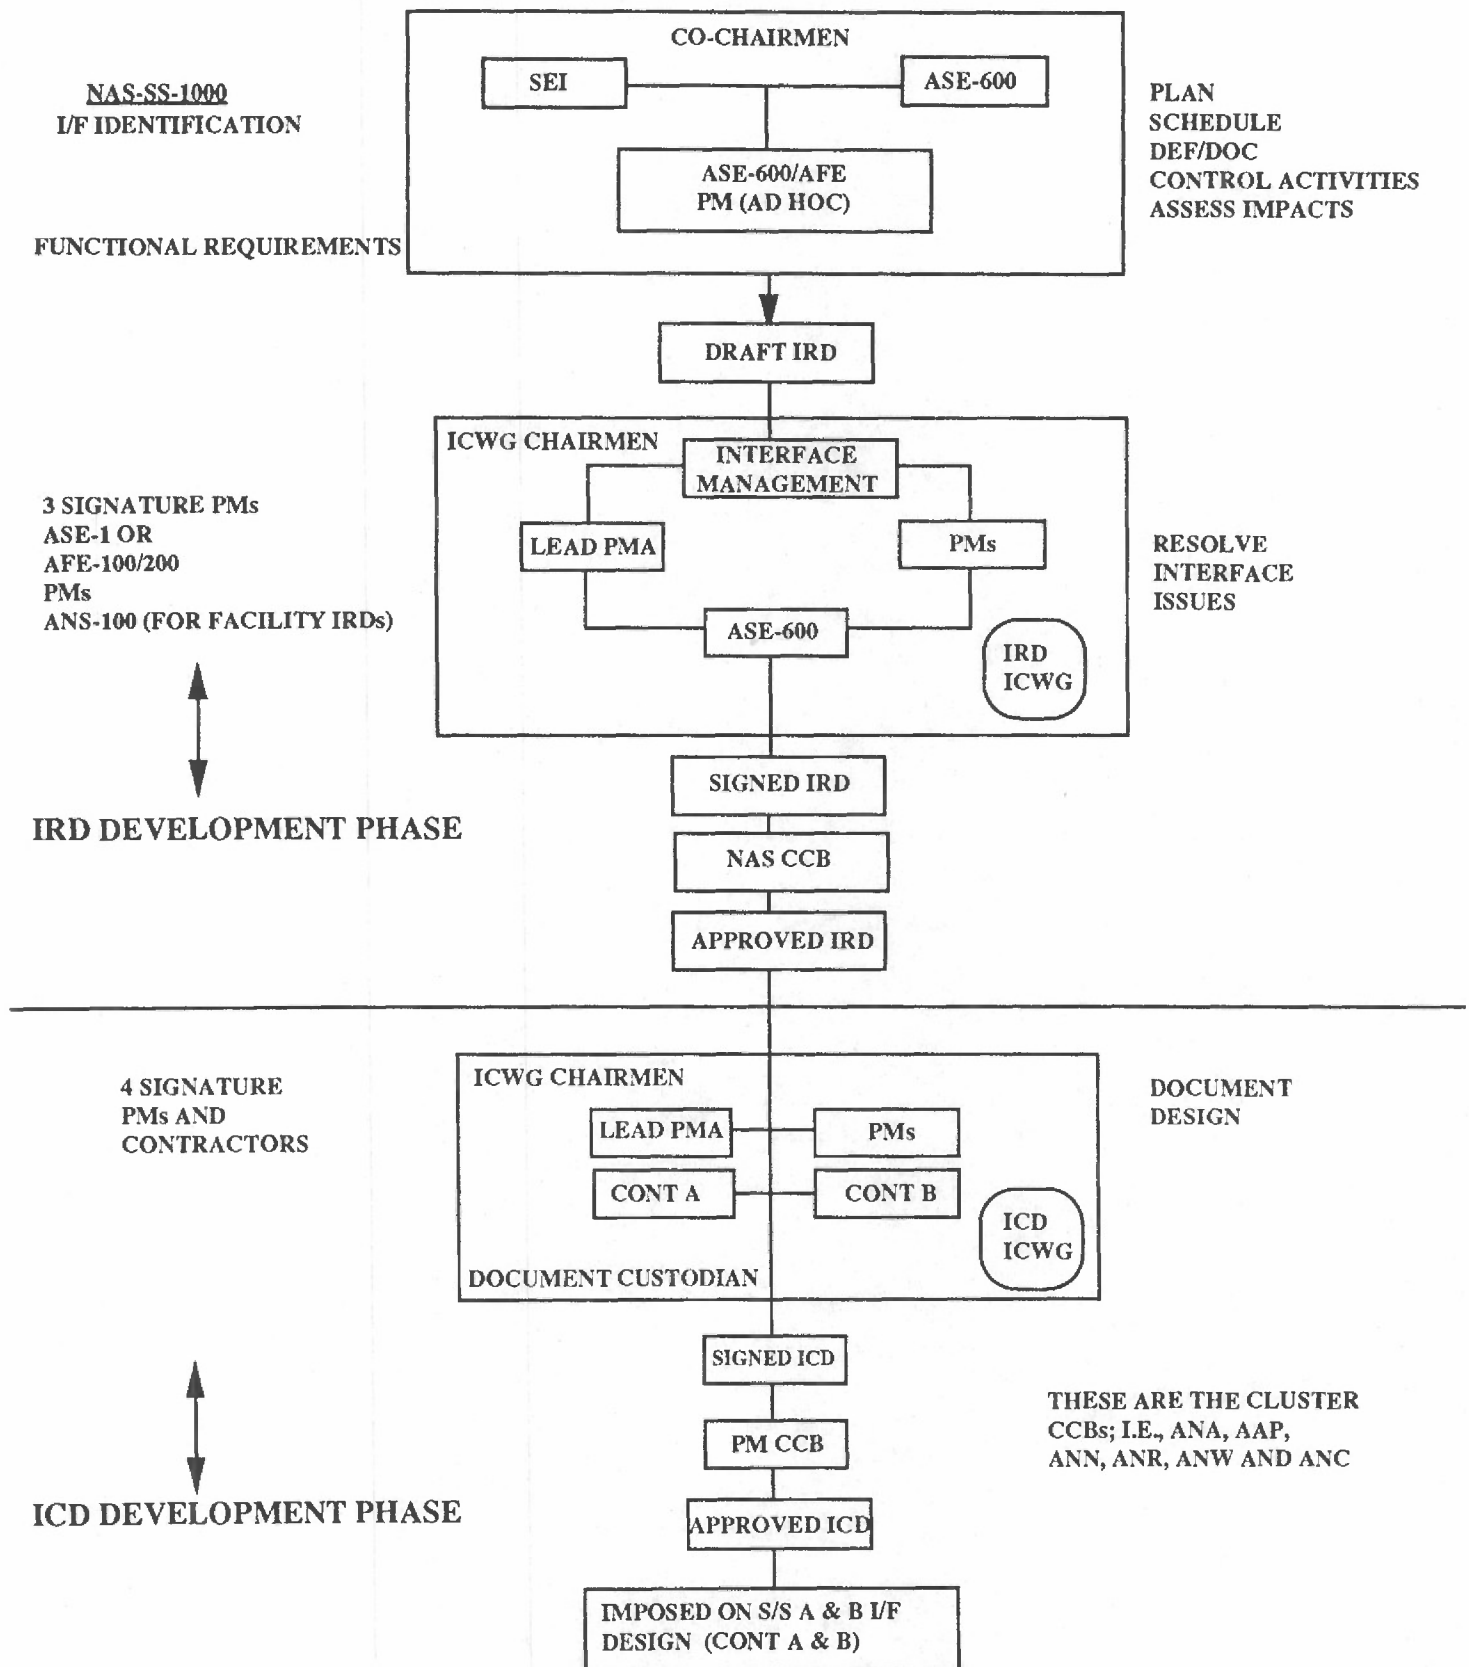 CO-CHAIRMEN
SEI
ASE-600
NAS-SS-1000
I/F IDENTIFICATION
PLAN
SCHEDULE
DEF/DOC
CONTROL ACTIVITIES
ASSESS IMPACTS
ASE-600/AFE
PM (AD HOC)
FUNCTIONAL REQUIREMENTS
DRAFT IRD
ICWG CHAIRMEN
INTERFACE
MANAGEMENT
3 SIGNATURE PMs
ASE-1 OR
AFE-100/200
PMs
ANS-100 (FOR FACILITY IRDs)
LEAD PMA
PMs
RESOLVE
INTERFACE
ISSUES
ASE-600
IRD
ICWG
SIGNED IRD
IRD DEVELOPMENT PHASE
NAS CCB
APPROVED IRD
ICWG CHAIRMEN
4 SIGNATURE
PMs AND
CONTRACTORS
DOCUMENT
DESIGN
LEAD PMA
PMs
CONT A
CONT B
ICD
ICWG
DOCUMENT CUSTODIAN
SIGNED ICD
THESE ARE THE CLUSTER
CCBs; I.E., ANA, AAP,
ANN, ANR, ANW AND ANC
PM CCB
ICD DEVELOPMENT PHASE
APPROVED ICD
IMPOSED ON S/S A & B I/F
DESIGN (CONT A & B)